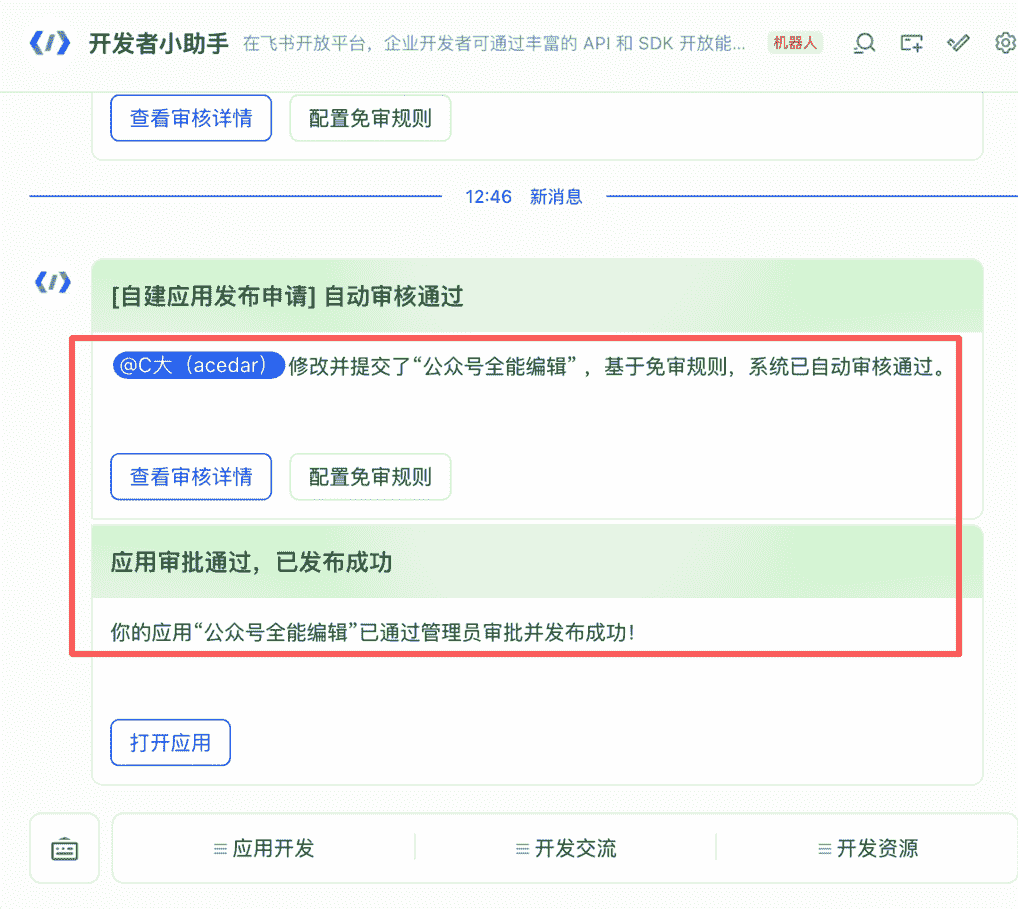 开发者小助手 在飞书开放平台，企业开发者可通过丰富的 API 和 SDK 开放能... 机器人
查看审核详情 配置免审规则
12:46 新消息
[自建应用发布申请] 自动审核通过
@C大（acedar）修改并提交了“公众号全能编辑”，基于免审规则，系统已自动审核通过。
查看审核详情 配置免审规则
应用审批通过，已发布成功
你的应用“公众号全能编辑”已通过管理员审批并发布成功！
打开应用
应用开发 开发交流 开发资源